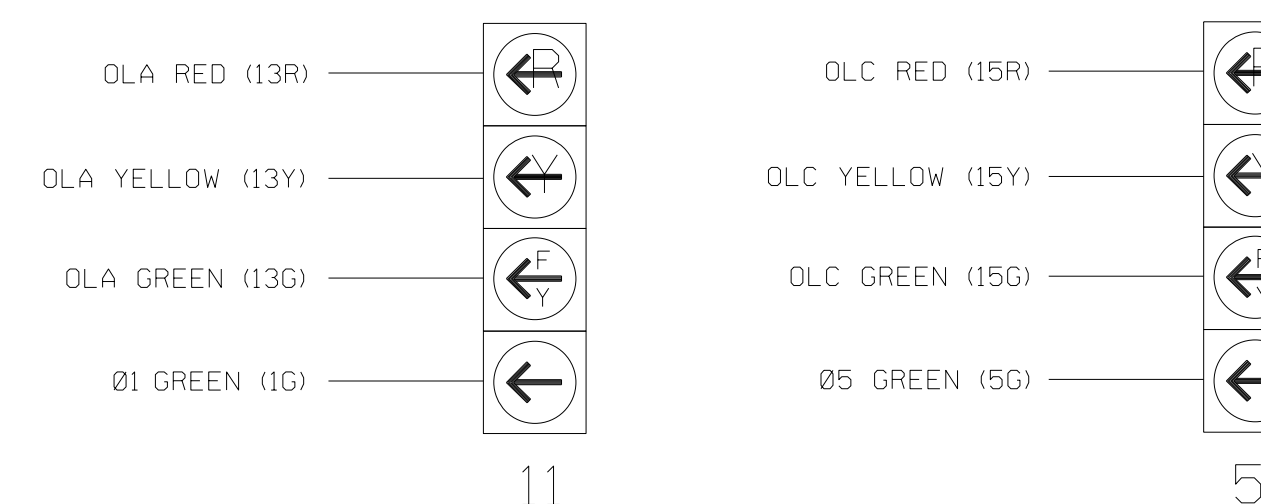 OLA RED (13R)
R
OLA YELLOW (13Y)
Y
OLA GREEN (13G)
F
Y
Ø1 GREEN (1G)
11
OLC RED (15R)
OLC YELLOW (15Y)
OLC GREEN (15G)
Ø5 GREEN (5G)
5